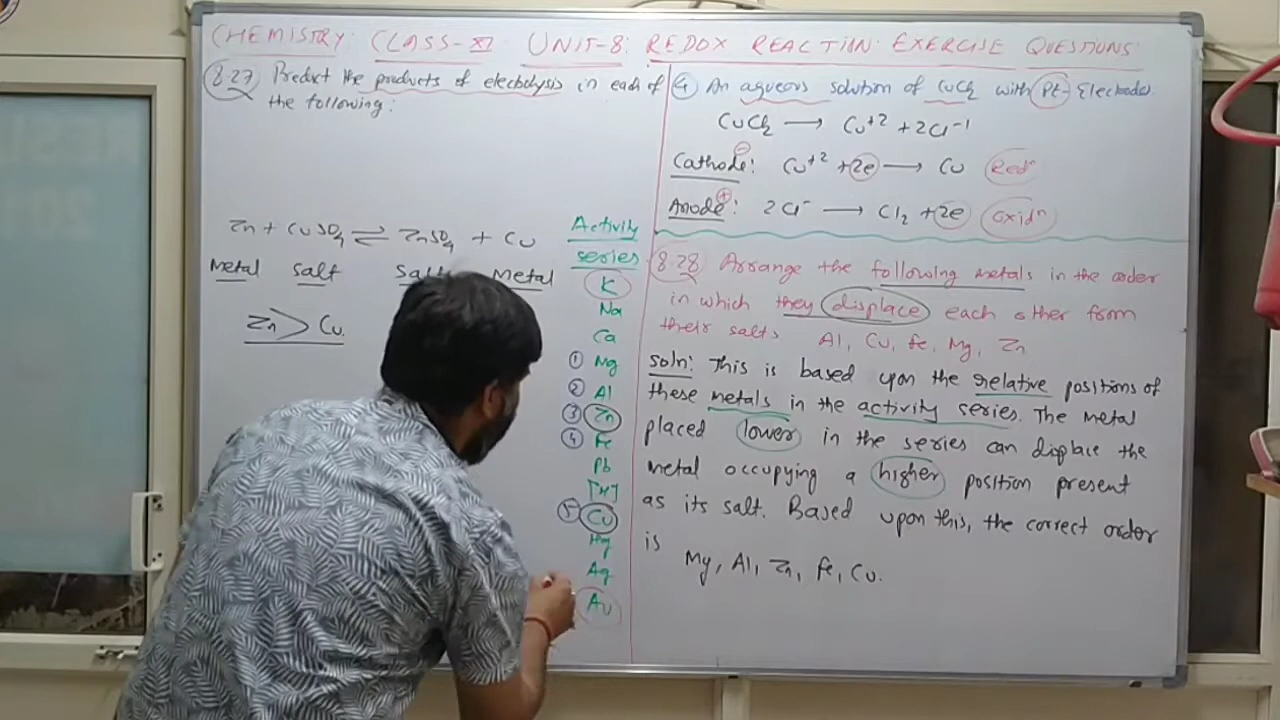 CHEMISTRY: CLASS-XI UNIT-8: REDOX REACTION: EXERCISE QUESTIONS:
8.27 Predict the products of electrolysis in each of
the following:
Zn + CuSO4 ⇌ ZnSO4 + Cu
Metal salt Salt Metal
Zn > Cu.
Activity
series
K
Na
Ca
① Mg
② Al
③ Zn
④ Fe
Pb
[H]
⑤ Cu
Hg
Ag
Au
④ An aqueous solution of CuCl2 with Pt-Electrodes
CuCl2 → Cu+2 + 2Cl-1
Cathode⊖: Cu+2 + 2e → Cu Redn
Anode⊕: 2Cl- → Cl2 + 2e Oxidn
8.28 Arrange the following metals in the order
in which they displace each other from
their salts Al, Cu, Fe, Mg, Zn
Soln: This is based upon the relative positions of
these metals in the activity series. The metal
placed lower in the series can displace the
metal occupying a higher position present
as its salt. Based upon this, the correct order
is
Mg, Al, Zn, Fe, Cu.